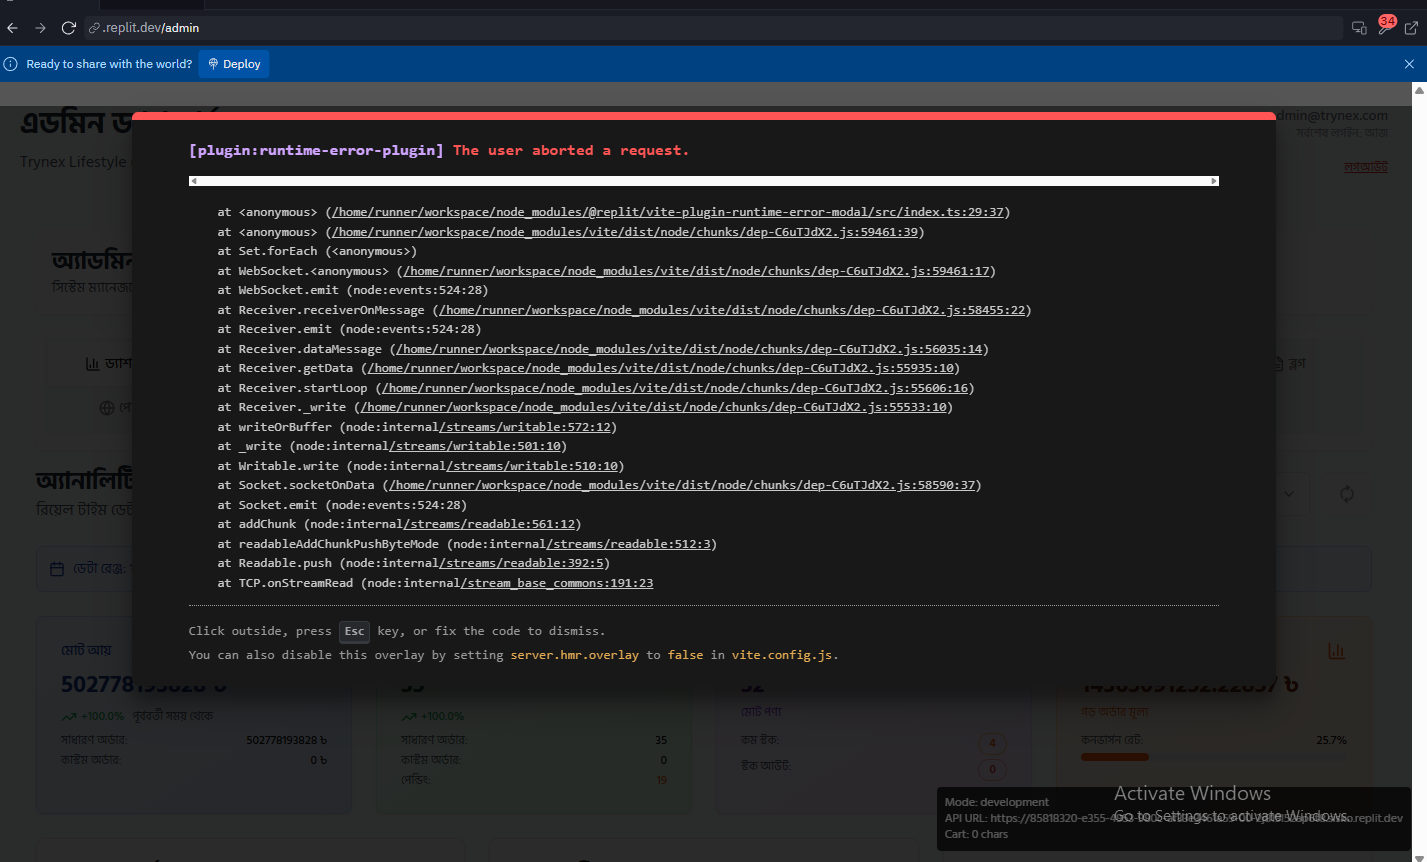 .replit.dev/admin
34
Ready to share with the world?
Deploy
এডমিন
dmin@trynex.com
সর্বশেষ লগইন: আজ
Trynex Lifestyle
লগআউট
[plugin:runtime-error-plugin] The user aborted a request.
at <anonymous> (/home/runner/workspace/node_modules/@replit/vite-plugin-runtime-error-modal/src/index.ts:29:37)
at <anonymous> (/home/runner/workspace/node_modules/vite/dist/node/chunks/dep-C6uTJdX2.js:59461:39)
at Set.forEach (<anonymous>)
at WebSocket.<anonymous> (/home/runner/workspace/node_modules/vite/dist/node/chunks/dep-C6uTJdX2.js:59461:17)
at WebSocket.emit (node:events:524:28)
at Receiver.receiverOnMessage (/home/runner/workspace/node_modules/vite/dist/node/chunks/dep-C6uTJdX2.js:58455:22)
at Receiver.emit (node:events:524:28)
at Receiver.dataMessage (/home/runner/workspace/node_modules/vite/dist/node/chunks/dep-C6uTJdX2.js:56035:14)
at Receiver.getData (/home/runner/workspace/node_modules/vite/dist/node/chunks/dep-C6uTJdX2.js:55935:10)
at Receiver.startLoop (/home/runner/workspace/node_modules/vite/dist/node/chunks/dep-C6uTJdX2.js:55606:16)
at Receiver._write (/home/runner/workspace/node_modules/vite/dist/node/chunks/dep-C6uTJdX2.js:55533:10)
at writeOrBuffer (node:internal/streams/writable:572:12)
at _write (node:internal/streams/writable:501:10)
at Writable.write (node:internal/streams/writable:510:10)
at Socket.socketOnData (/home/runner/workspace/node_modules/vite/dist/node/chunks/dep-C6uTJdX2.js:58590:37)
at Socket.emit (node:events:524:28)
at addChunk (node:internal/streams/readable:561:12)
at readableAddChunkPushByteMode (node:internal/streams/readable:512:3)
at Readable.push (node:internal/streams/readable:392:5)
at TCP.onStreamRead (node:internal/stream_base_commons:191:23
Click outside, press Esc key, or fix the code to dismiss.
You can also disable this overlay by setting server.hmr.overlay to false in vite.config.js.
অ্যাডমিন
সিস্টেম ম্যানেজ
ড্যাশ
ব্লগ
পে
অ্যানালিটি
রিয়েল টাইম ডেট
ডেটা রেঞ্জ:
মোট আয়
502778193828 ৳
+100.0% পূর্ববর্তী সময় থেকে
+100.0%
মোট পণ্য
গড় অর্ডার মূল্য
সাধারণ অর্ডার: 502778193828 ৳
সাধারণ অর্ডার: 35
কম স্টক: 4
কনভার্সন রেট: 25.7%
কাস্টম অর্ডার: 0 ৳
কাস্টম অর্ডার: 0
স্টক আউট: 0
পেন্ডিং: 19
Activate Windows
Go to Settings to activate Windows.
Mode: development
API URL: https://85818320-e355-
.replit.dev
Cart: 0 chars